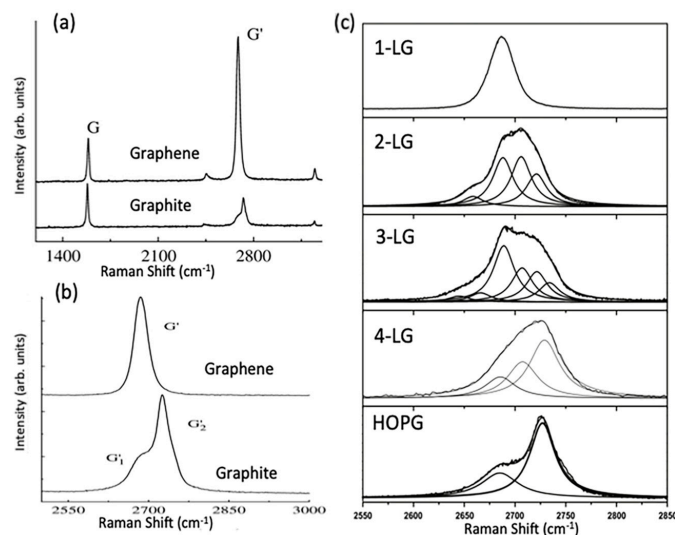 (a)
G'
G
Graphene
Graphite
Intensity (arb. units)
1400 2100 2800
Raman Shift (cm-1)
(b)
G'
Graphene
G'2
G'1
Graphite
Intensity (arb. units)
2550 2700 2850 3000
Raman Shift (cm-1)
(c)
1-LG
2-LG
3-LG
4-LG
HOPG
2550 2600 2650 2700 2750 2800 2850
Raman Shift (cm-1)